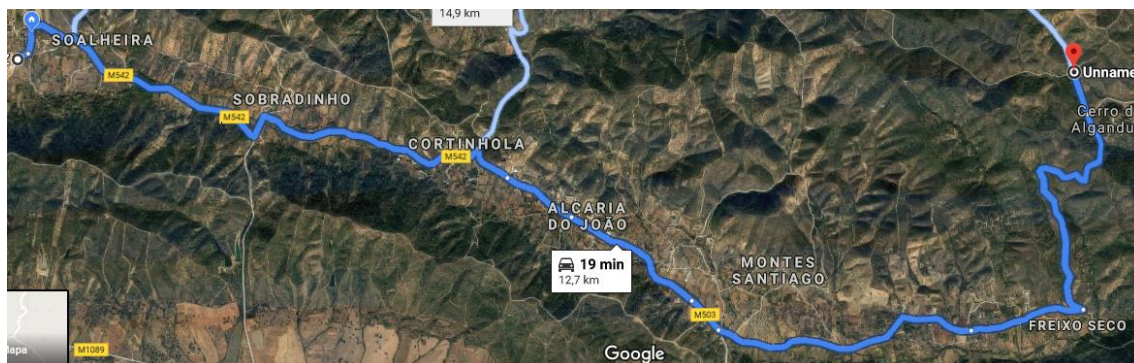 14,9 km
SOALHEIRA
M542
SOBRADINHO
M542
CORTINHOLA
M542
ALCARIA
DO JOÃO
19 min
12,7 km
MONTES
SANTIAGO
M503
FREIXO SECO
Unname
Cerro d
Algandu
M1089
Mapa
Google